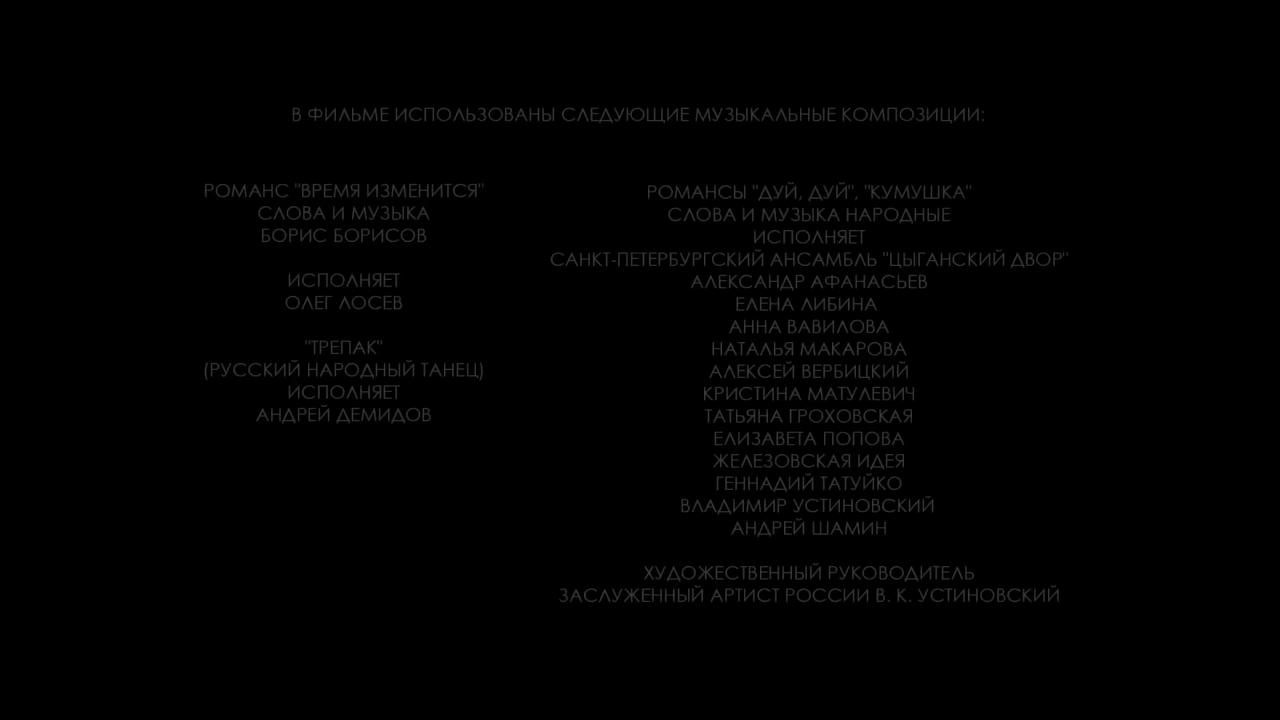 В ФИЛЬМЕ ИСПОЛЬЗОВАНЫ СЛЕДУЮЩИЕ МУЗЫКАЛЬНЫЕ КОМПОЗИЦИИ:
РОМАНС "ВРЕМЯ ИЗМЕНИТСЯ"
СЛОВА И МУЗЫКА
БОРИС БОРИСОВ
ИСПОЛНЯЕТ
ОЛЕГ ЛОСЕВ
"ТРЕПАК"
(РУССКИЙ НАРОДНЫЙ ТАНЕЦ)
ИСПОЛНЯЕТ
АНДРЕЙ ДЕМИДОВ
РОМАНСЫ "ДУЙ, ДУЙ", "КУМУШКА"
СЛОВА И МУЗЫКА НАРОДНЫЕ
ИСПОЛНЯЕТ
САНКТ-ПЕТЕРБУРГСКИЙ АНСАМБЛЬ "ЦЫГАНСКИЙ ДВОР"
АЛЕКСАНДР АФАНАСЬЕВ
ЕЛЕНА ЛИБИНА
АННА ВАВИЛОВА
НАТАЛЬЯ МАКАРОВА
АЛЕКСЕЙ ВЕРБИЦКИЙ
КРИСТИНА МАТУЛЕВИЧ
ТАТЬЯНА ГРОХОВСКАЯ
ЕЛИЗАВЕТА ПОПОВА
ЖЕЛЕЗОВСКАЯ ИДЕЯ
ГЕННАДИЙ ТАТУЙКО
ВЛАДИМИР УСТИНОВСКИЙ
АНДРЕЙ ШАМИН
ХУДОЖЕСТВЕННЫЙ РУКОВОДИТЕЛЬ
ЗАСЛУЖЕННЫЙ АРТИСТ РОССИИ В. К. УСТИНОВСКИЙ